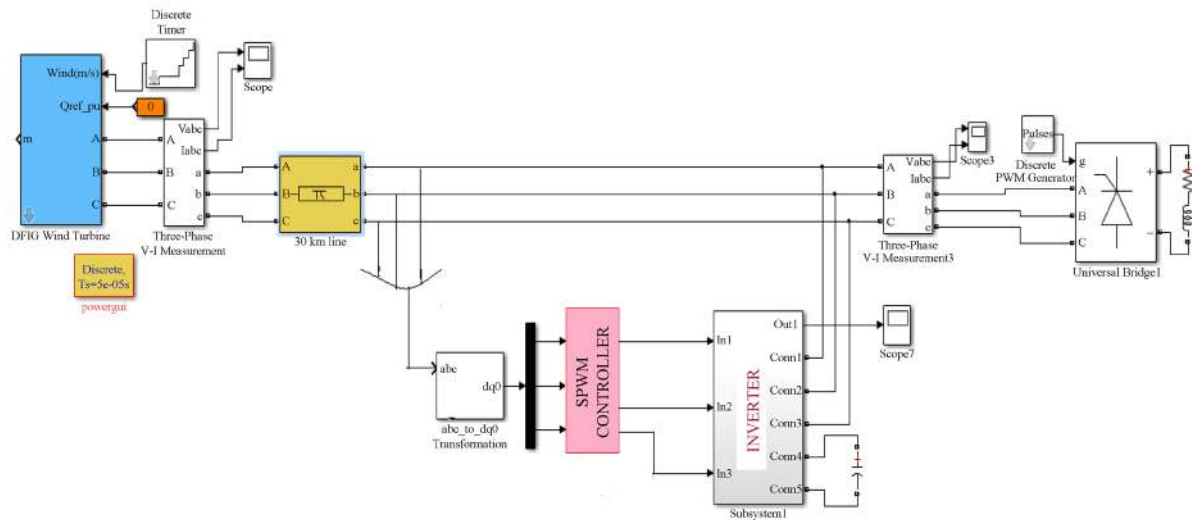 Discrete
Timer
Wind(m/s)
Scope
Qref_pu
0
m
A
B
C
A
B
C
Vabc
Iabc
a
b
c
DFIG Wind Turbine
Three-Phase
V-I Measurement
A
B
C
a
b
c
30 km line
Discrete,
Ts=5e-05s
powergui
A
B
C
Vabc
Iabc
a
b
c
Scope3
Three-Phase
V-I Measurement3
Pulses
Discrete
PWM Generator
g
A
B
C
+
−
Universal Bridge1
abc
dq0
abc_to_dq0
Transformation
SPWM
CONTROLLER
In1
In2
In3
INVERTER
Out1
Conn1
Conn2
Conn3
Conn4
Conn5
Subsystem1
Scope7
+